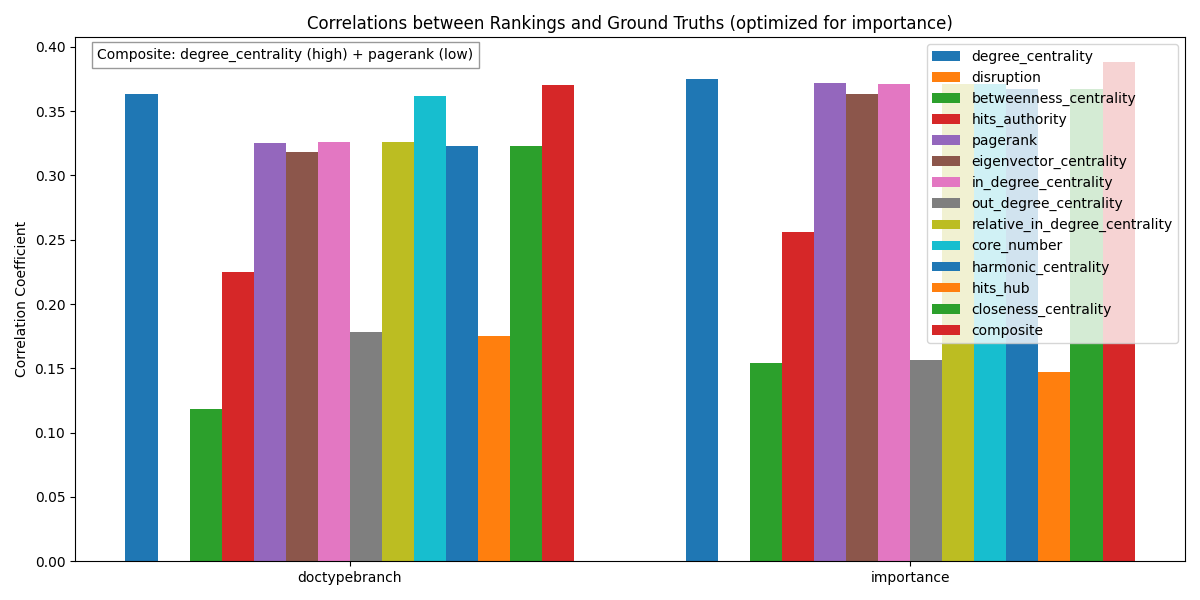 Correlations between Rankings and Ground Truths (optimized for importance)
Composite: degree_centrality (high) + pagerank (low)
Correlation Coefficient
0.40
0.35
0.30
0.25
0.20
0.15
0.10
0.05
0.00
doctypebranch
importance
degree_centrality
disruption
betweenness_centrality
hits_authority
pagerank
eigenvector_centrality
in_degree_centrality
out_degree_centrality
relative_in_degree_centrality
core_number
harmonic_centrality
hits_hub
closeness_centrality
composite